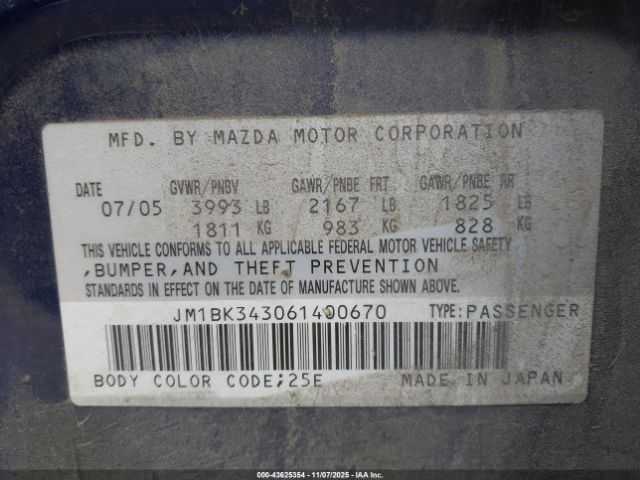 MFD. BY MAZDA MOTOR CORPORATION
DATE GVWR/PNBV GAWR/PNBE FRT GAWR/PNBE RR
07/05 3993 LB 2167 LB 1825 LB
1811 KG 983 KG 828 KG
THIS VEHICLE CONFORMS TO ALL APPLICABLE FEDERAL MOTOR VEHICLE SAFETY
,BUMPER,AND THEFT PREVENTION
STANDARDS IN EFFECT ON THE DATE OF MANUFACTURE SHOWN ABOVE.
JM1BK343061490670 TYPE:PASSENGER
BODY COLOR CODE;25E MADE IN JAPAN
000-43625354 | 11/07/2025 | IAAI.COM